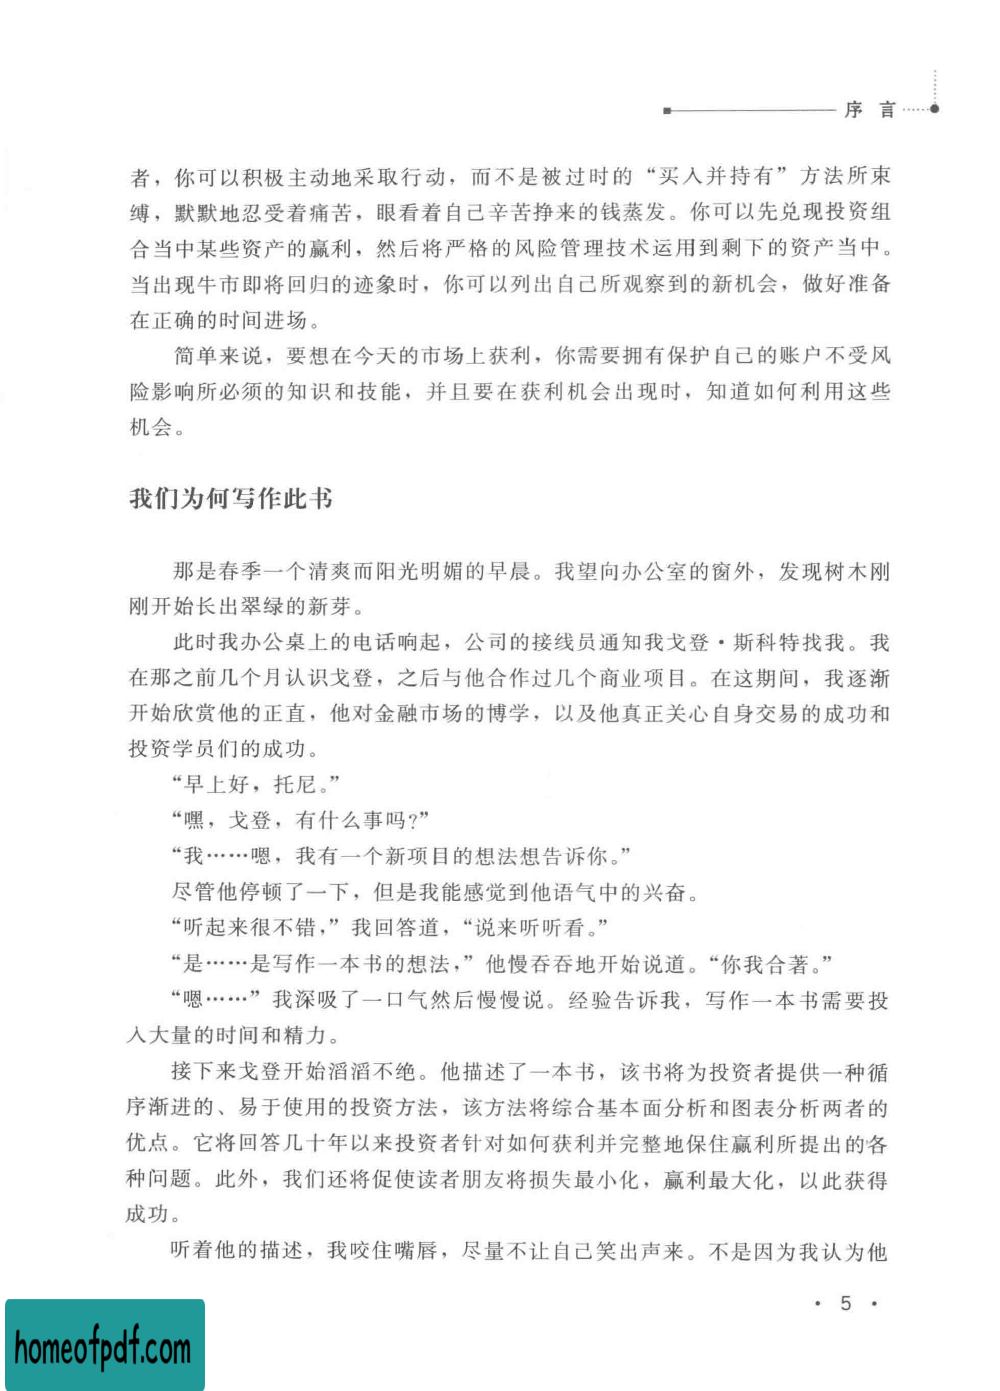 序 言
者，你可以积极主动地采取行动，而不是被过时的“买入并持有”方法所束
缚，默默地忍受着痛苦，眼看着自己辛苦挣来的钱蒸发。你可以先兑现投资组
合当中某些资产的赢利，然后将严格的风险管理技术运用到剩下的资产当中。
当出现牛市即将回归的迹象时，你可以列出自己所观察到的新机会，做好准备
在正确的时间进场。
简单来说，要想在今天的市场上获利，你需要拥有保护自己的账户不受风
险影响所必须的知识和技能，并且要在获利机会出现时，知道如何利用这些
机会。
我们为何写作此书
那是春季一个清爽而阳光明媚的早晨。我望向办公室的窗外，发现树木刚
刚开始长出翠绿的新芽。
此时我办公桌上的电话响起，公司的接线员通知我戈登·斯科特找我。我
在那之前几个月认识戈登，之后与他合作过几个商业项目。在这期间，我逐渐
开始欣赏他的正直，他对金融市场的博学，以及他真正关心自身交易的成功和
投资学员们的成功。
“早上好，托尼。”
“嘿，戈登，有什么事吗?”
“我……嗯，我有一个新项目的想法想告诉你。”
尽管他停顿了一下，但是我能感觉到他语气中的兴奋。
“听起来很不错，”我回答道，“说来听听看。”
“是……是写作一本书的想法，”他慢吞吞地开始说道。“你我合著。”
“嗯……”我深吸了一口气然后慢慢说。经验告诉我，写作一本书需要投
入大量的时间和精力。
接下来戈登开始滔滔不绝。他描述了一本书，该书将为投资者提供一种循
序渐进的、易于使用的投资方法，该方法将综合基本面分析和图表分析两者的
优点。它将回答几十年以来投资者针对如何获利并完整地保住赢利所提出的各
种问题。此外，我们还将促使读者朋友将损失最小化，赢利最大化，以此获得
成功。
听着他的描述，我咬住嘴唇，尽量不让自己笑出声来。不是因为我认为他
· 5 ·
homeofpdf.com